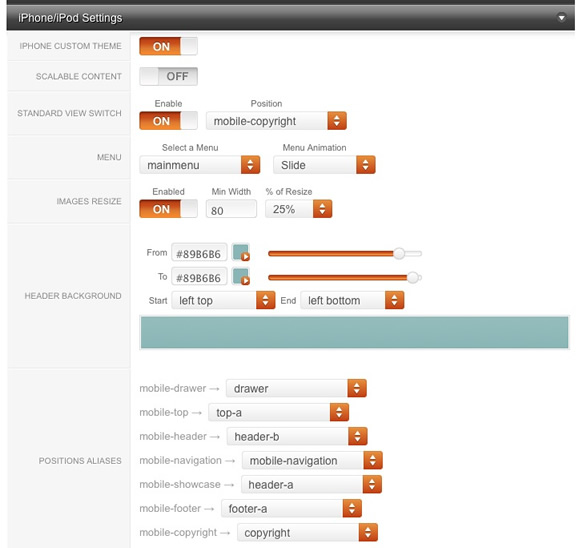 iPhone/iPod Settings
IPHONE CUSTOM THEME ON
SCALABLE CONTENT OFF
Enable Position
STANDARD VIEW SWITCH ON mobile-copyright
Select a Menu Menu Animation
MENU mainmenu Slide
Enabled Min Width % of Resize
IMAGES RESIZE ON 80 25%
From #89B6B6
To #89B6B6
HEADER BACKGROUND Start left top End left bottom
mobile-drawer → drawer
mobile-top → top-a
mobile-header → header-b
POSITIONS ALIASES mobile-navigation → mobile-navigation
mobile-showcase → header-a
mobile-footer → footer-a
mobile-copyright → copyright